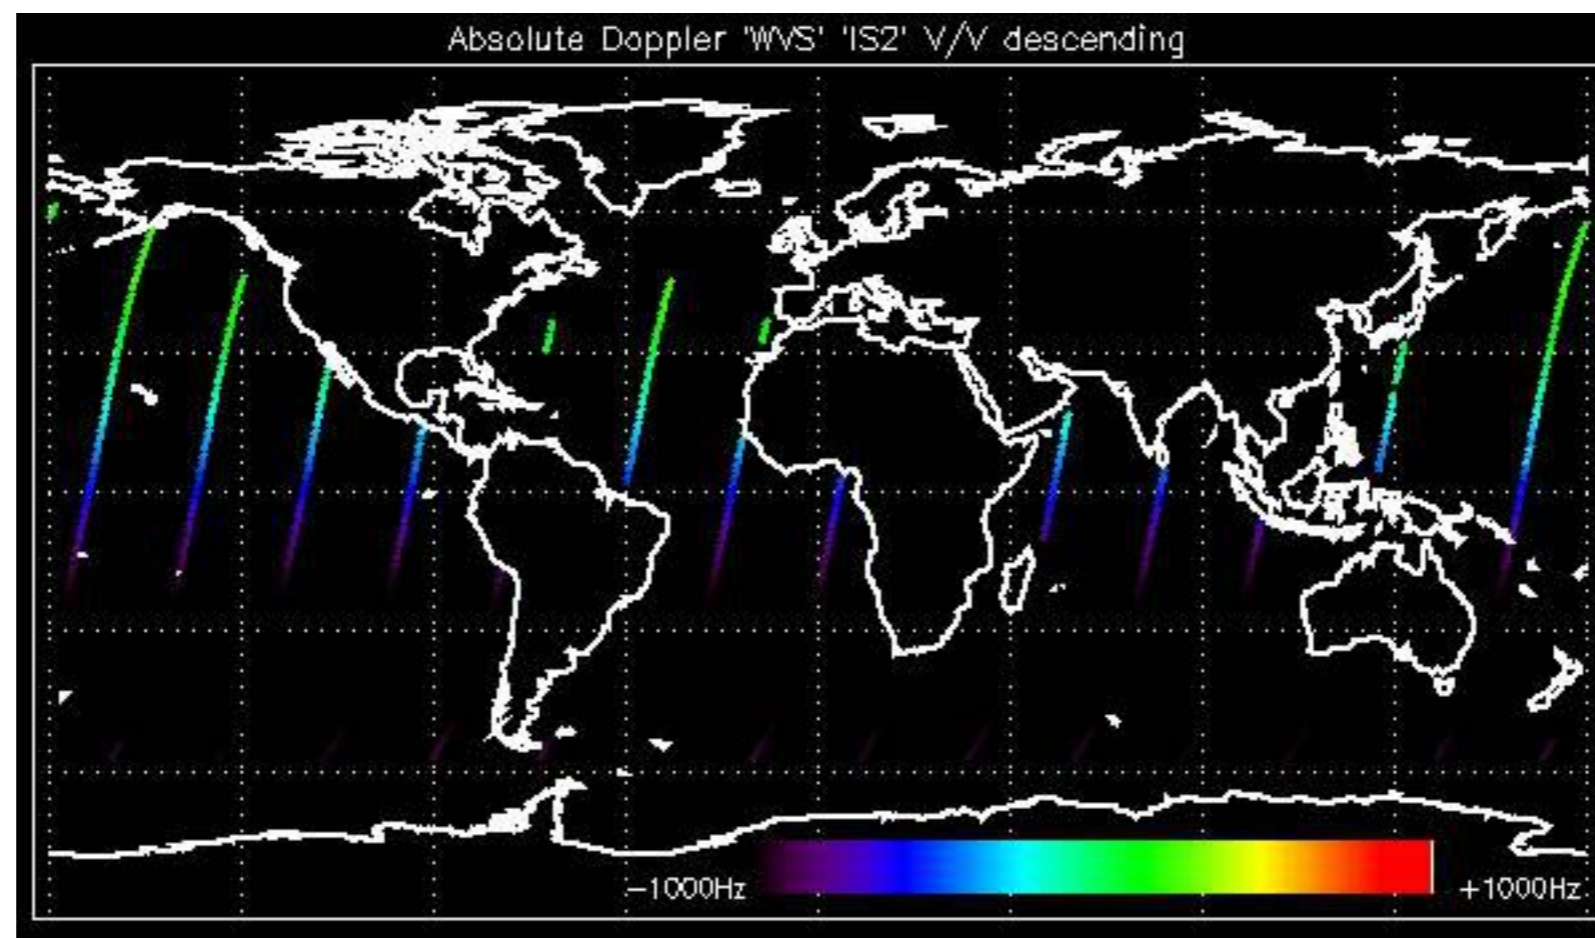 Absolute Doppler 'WVS' 'IS2' V/V descending
−1000Hz
+1000Hz